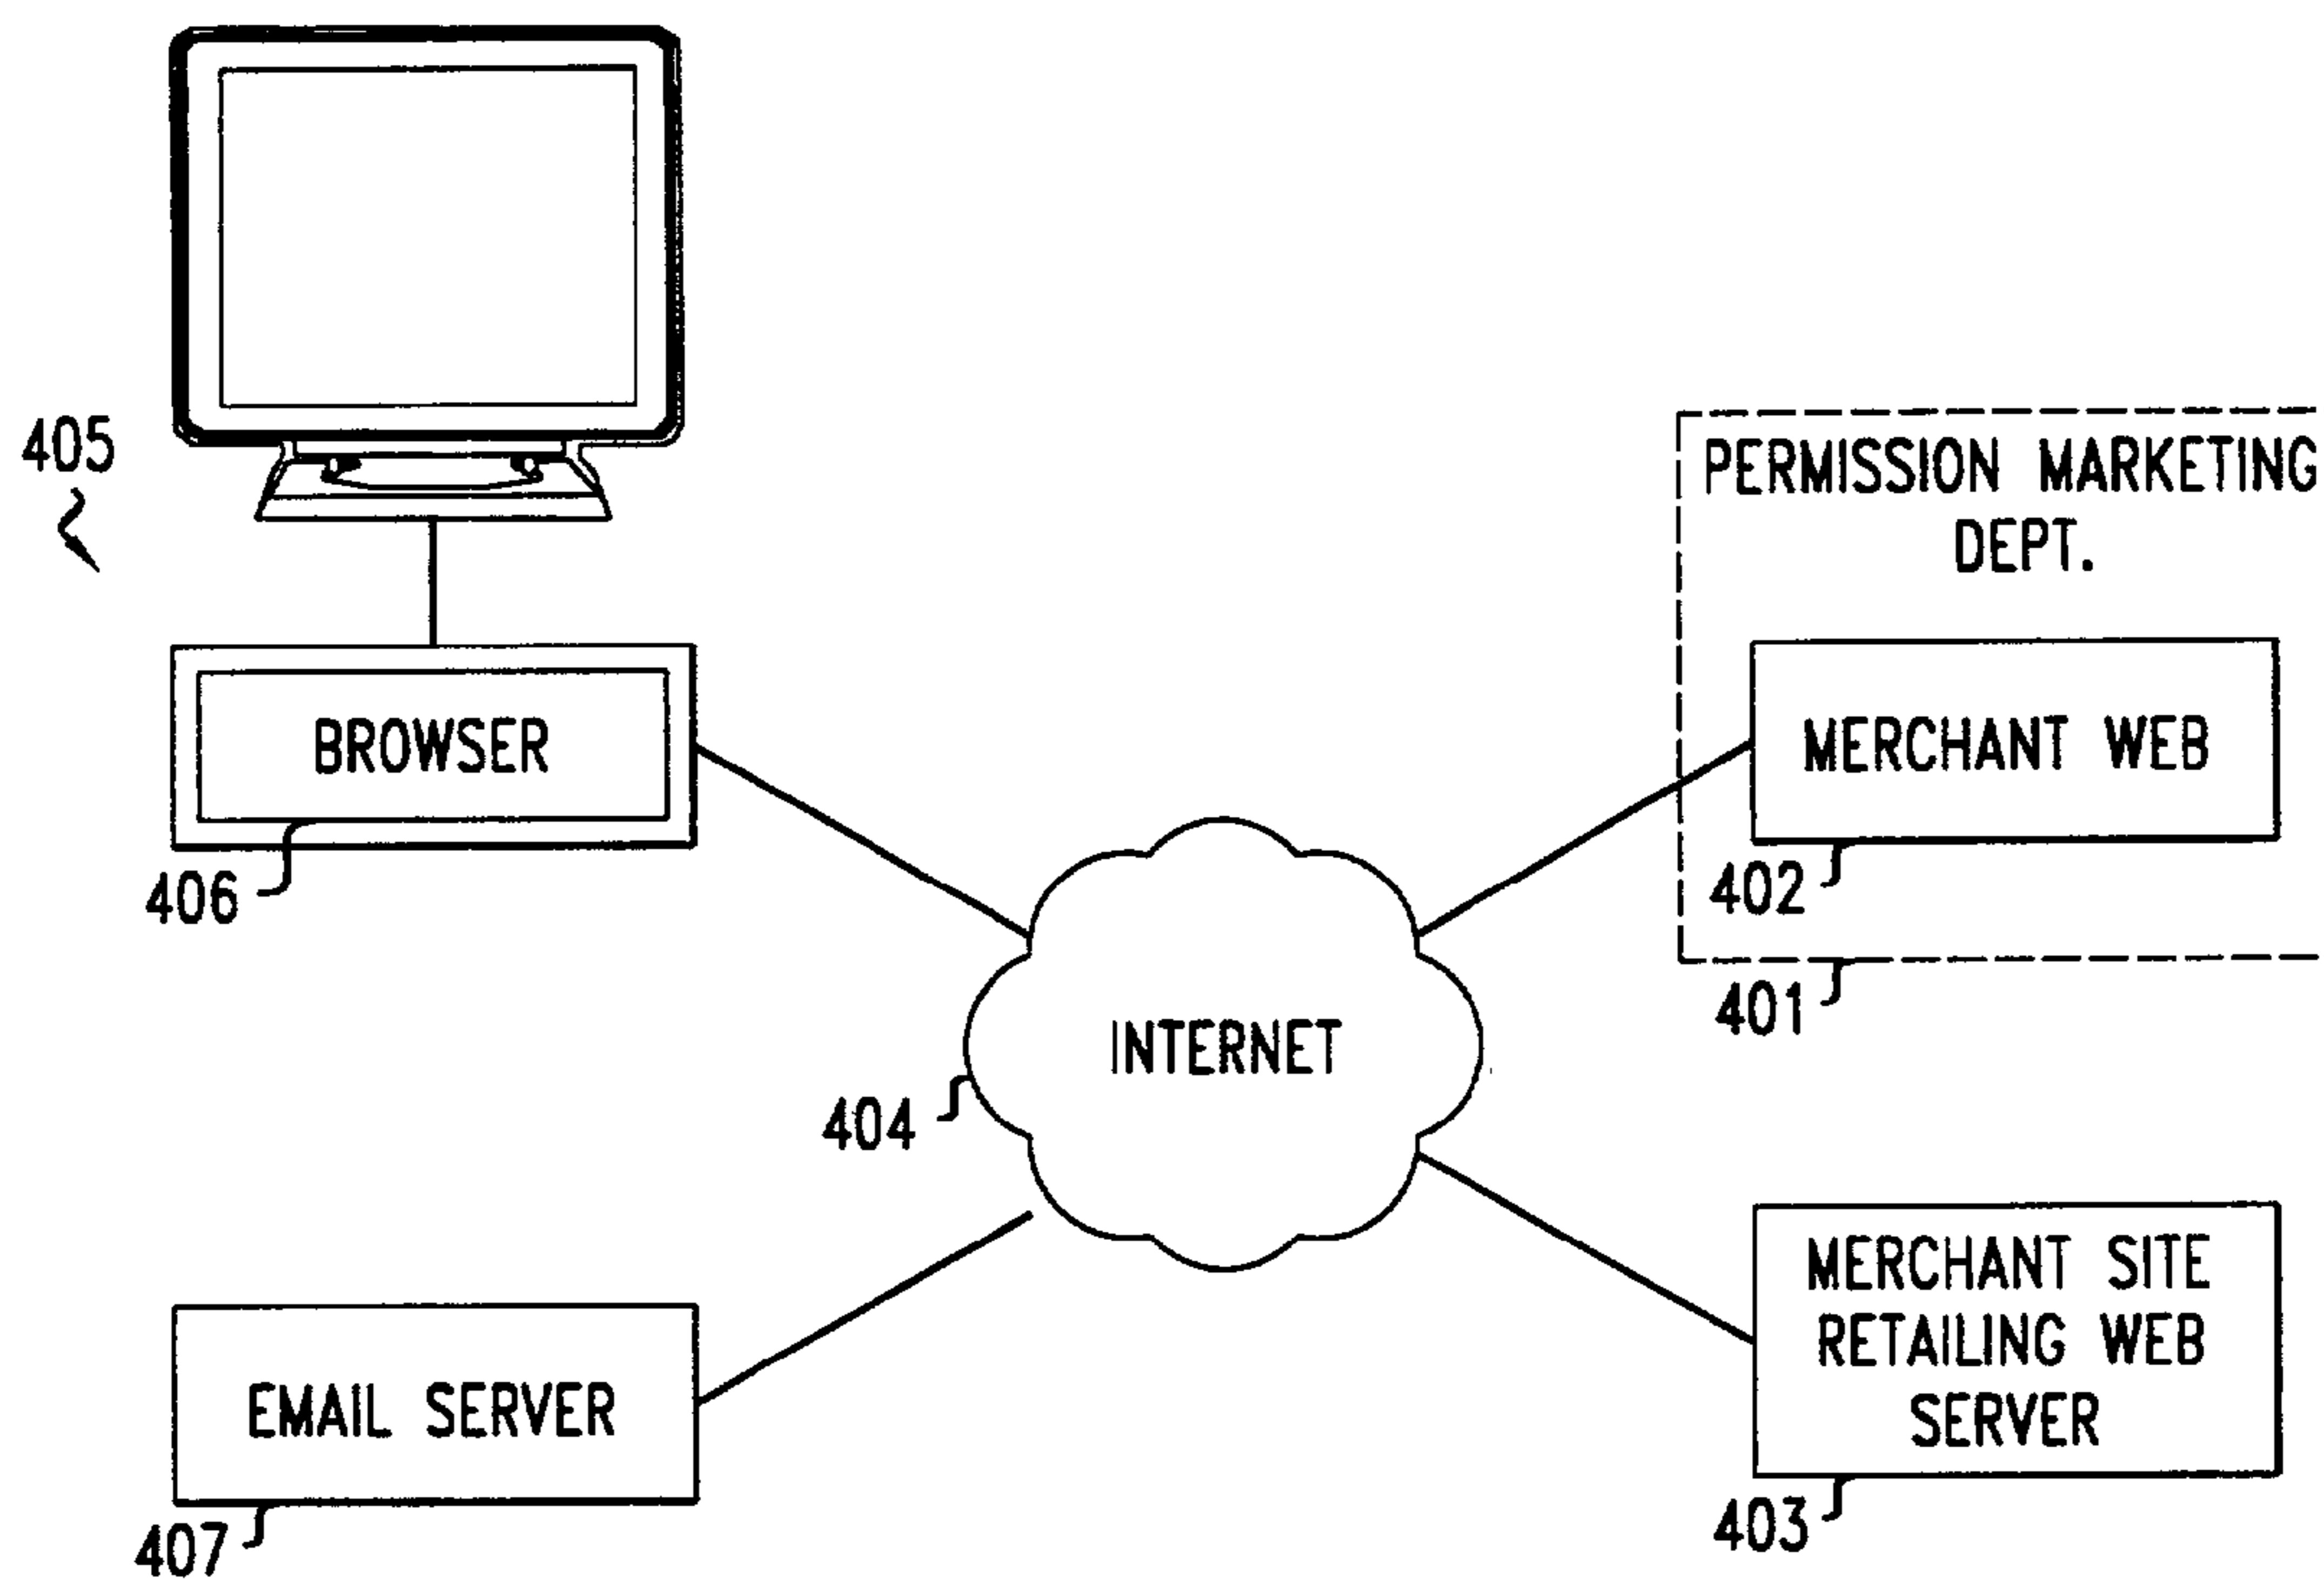 405
PERMISSION MARKETING
DEPT.
BROWSER
MERCHANT WEB
406
402
401
INTERNET
404
MERCHANT SITE
RETAILING WEB
SERVER
EMAIL SERVER
403
407